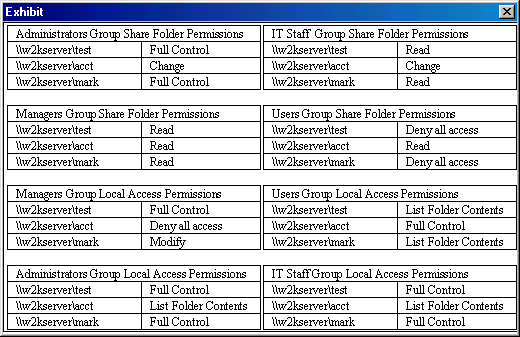 Exhibit
Administrators Group Share Folder Permissions
\\w2kserver\test Full Control
\\w2kserver\acct Change
\\w2kserver\mark Full Control
IT Staff Group Share Folder Permissions
\\w2kserver\test Read
\\w2kserver\acct Change
\\w2kserver\mark Read
Managers Group Share Folder Permissions
\\w2kserver\test Read
\\w2kserver\acct Read
\\w2kserver\mark Read
Users Group Share Folder Permissions
\\w2kserver\test Deny all access
\\w2kserver\acct Read
\\w2kserver\mark Deny all access
Managers Group Local Access Permissions
\\w2kserver\test Full Control
\\w2kserver\acct Deny all access
\\w2kserver\mark Modify
Users Group Local Access Permissions
\\w2kserver\test List Folder Contents
\\w2kserver\acct Full Control
\\w2kserver\mark List Folder Contents
Administrators Group Local Access Permissions
\\w2kserver\test Full Control
\\w2kserver\acct List Folder Contents
\\w2kserver\mark Full Control
IT Staff Group Local Access Permissions
\\w2kserver\test Full Control
\\w2kserver\acct List Folder Contents
\\w2kserver\mark Full Control